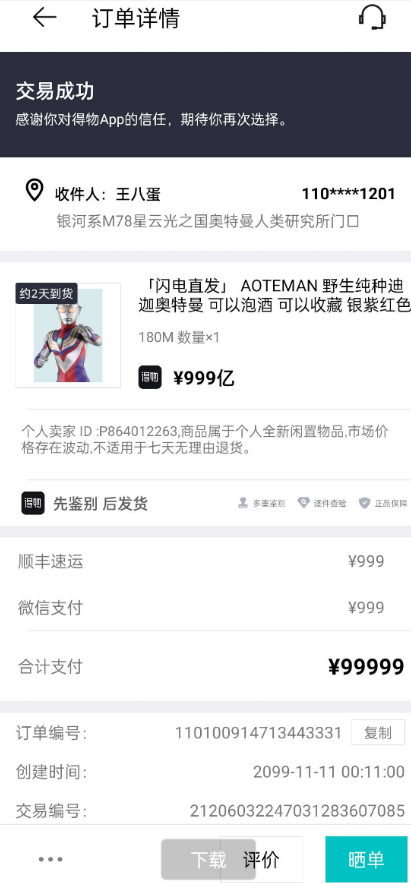 订单详情
交易成功
感谢你对得物App的信任，期待你再次选择。
收件人：王八蛋
110****1201
银河系M78星云光之国奥特曼人类研究所门口
约2天到货
「闪电直发」 AOTEMAN 野生纯种迪
迦奥特曼 可以泡酒 可以收藏 银紫红色
180M 数量×1
得物 ¥999亿
个人卖家 ID :P864012263,商品属于个人全新闲置物品,市场价
格存在波动,不适用于七天无理由退货。
得物 先鉴别 后发货
多重鉴别 逐件查验 正品保障
顺丰速运 ¥999
微信支付 ¥999
合计支付 ¥99999
订单编号： 110100914713443331 复制
创建时间： 2099-11-11 00:11:00
交易编号： 21206032247031283607085
下载 评价 晒单